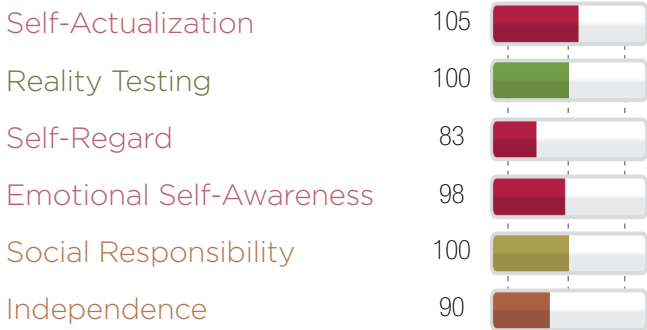 Self-Actualization 105
Reality Testing 100
Self-Regard 83
Emotional Self-Awareness 98
Social Responsibility 100
Independence 90